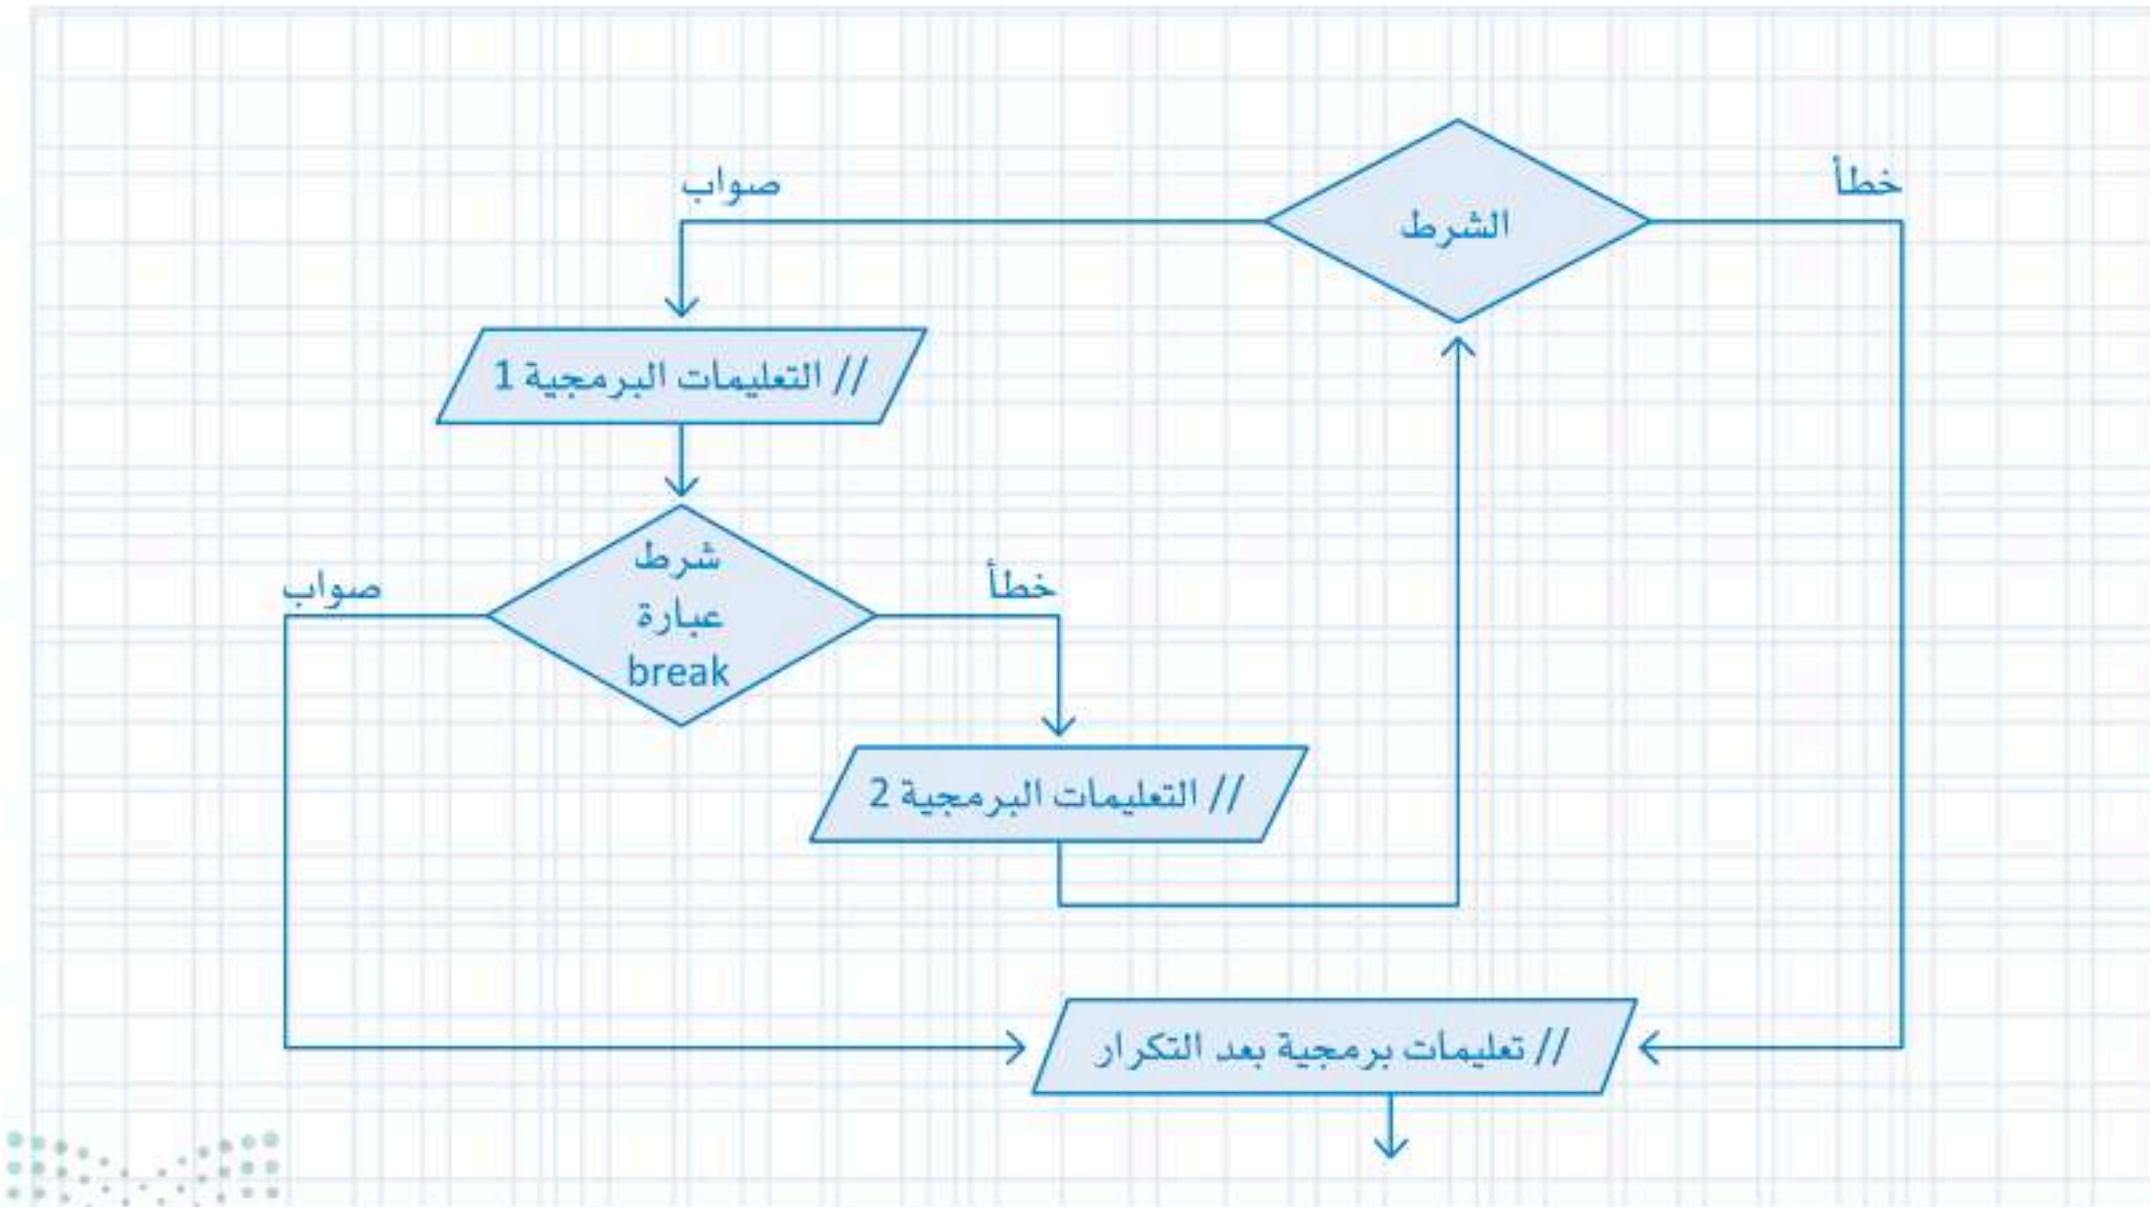 الشرط
خطأ
صواب
// التعليمات البرمجية 1
شرط
عبارة
break
صواب
خطأ
// التعليمات البرمجية 2
// تعليمات برمجية بعد التكرار